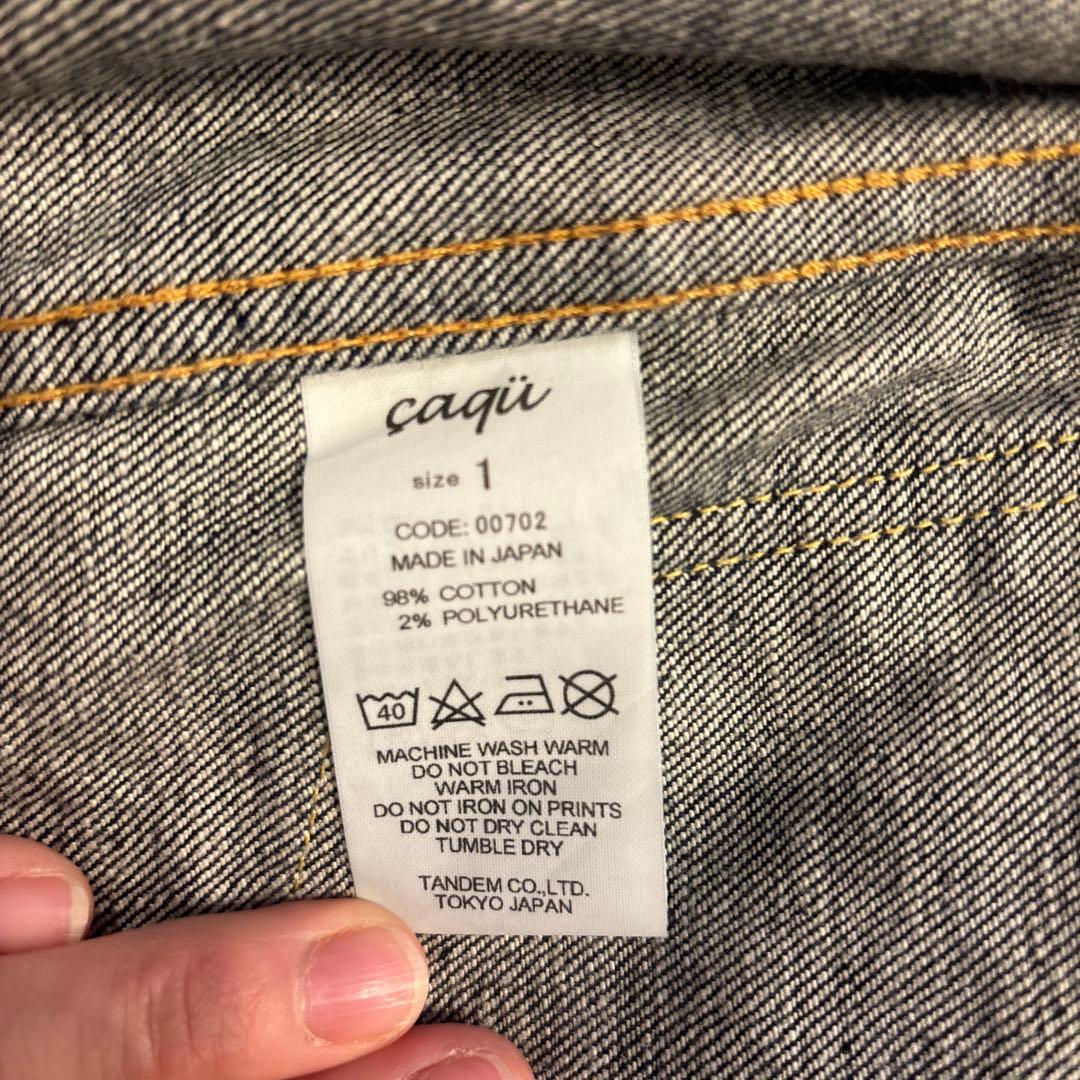 çaqü
size 1
CODE: 00702
MADE IN JAPAN
98% COTTON
2% POLYURETHANE
40
MACHINE WASH WARM
DO NOT BLEACH
WARM IRON
DO NOT IRON ON PRINTS
DO NOT DRY CLEAN
TUMBLE DRY
TANDEM CO.,LTD.
TOKYO JAPAN